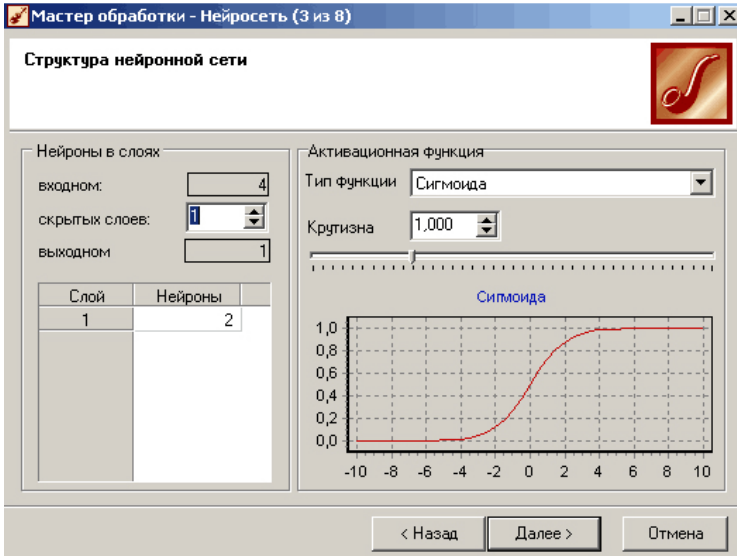 Мастер обработки - Нейросеть (3 из 8)
Структура нейронной сети
Нейроны в слоях
входном: 4
скрытых слоев: 1
выходном 1
Слой Нейроны
1 2
Активационная функция
Тип функции Сигмоида
Крутизна 1,000
Сигмоида
1,0
0,8
0,6
0,4
0,2
0,0
-10 -8 -6 -4 -2 0 2 4 6 8 10
< Назад Далее > Отмена